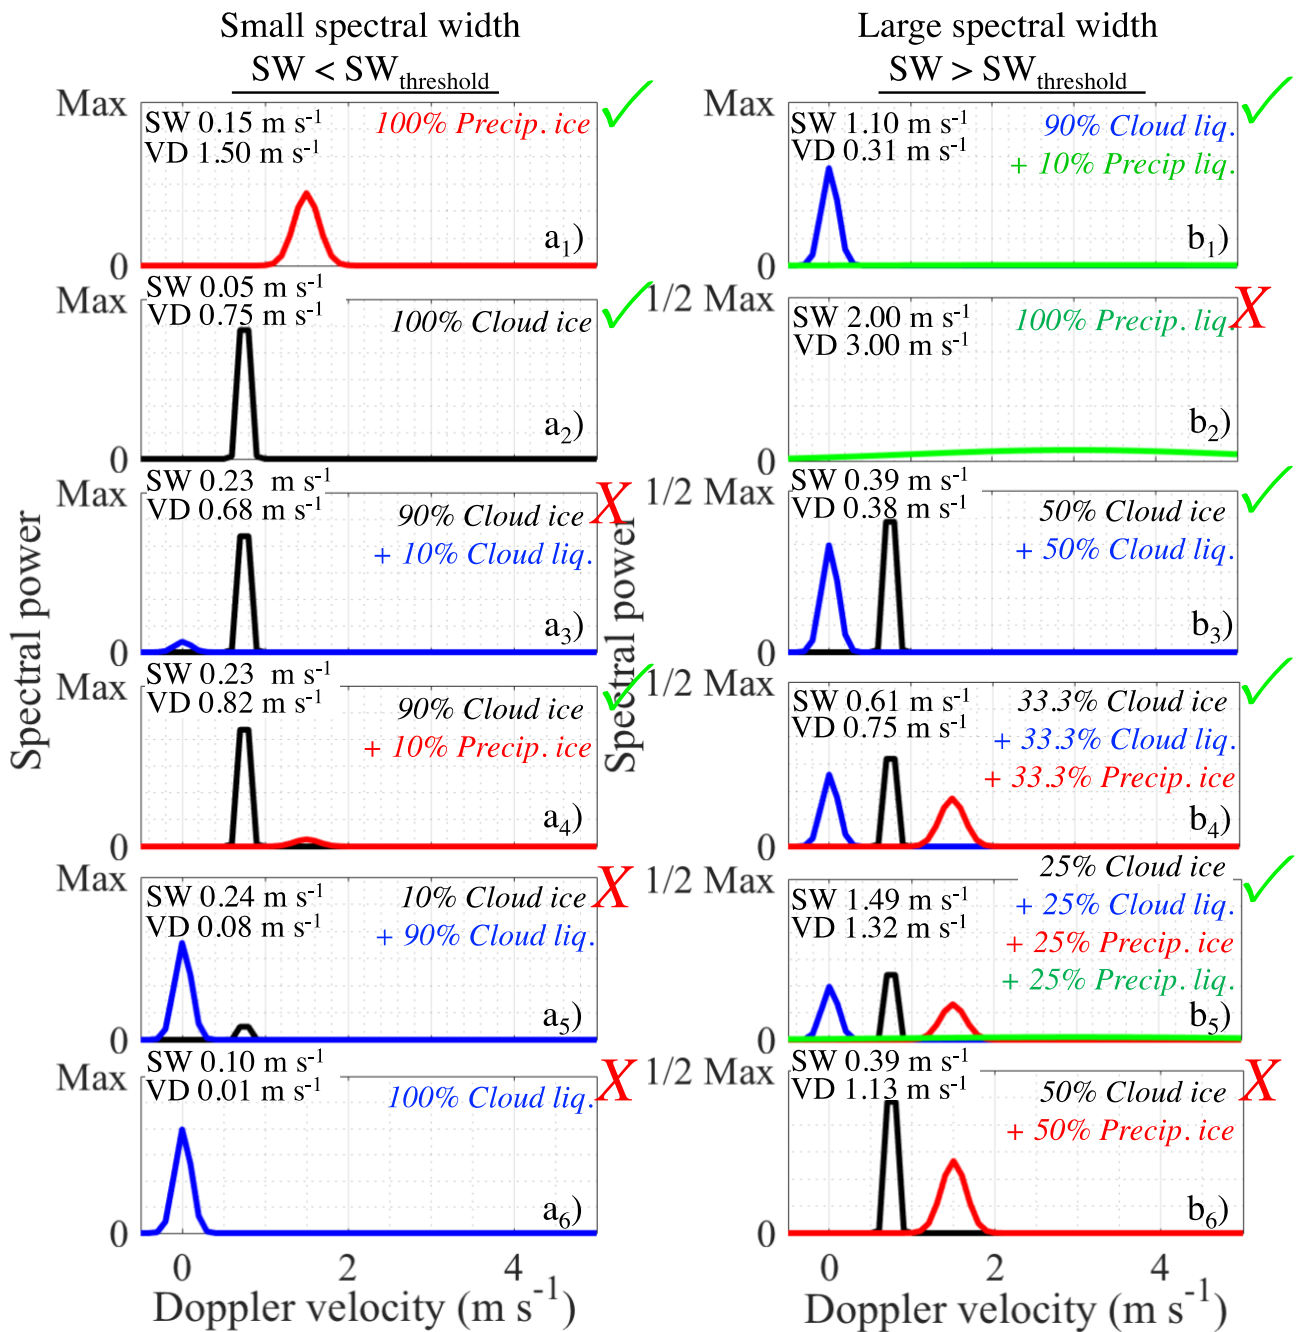 Small spectral width
SW < SW_threshold
Large spectral width
SW > SW_threshold
Spectral power
Max
0
SW 0.15 m s⁻¹
VD 1.50 m s⁻¹
100% Precip. ice
a₁)
Max
0
SW 0.05 m s⁻¹
VD 0.75 m s⁻¹
100% Cloud ice
a₂)
Max
0
SW 0.23 m s⁻¹
VD 0.68 m s⁻¹
90% Cloud ice
+ 10% Cloud liq.
X
a₃)
Max
0
SW 0.23 m s⁻¹
VD 0.82 m s⁻¹
90% Cloud ice
+ 10% Precip. ice
a₄)
Max
0
SW 0.24 m s⁻¹
VD 0.08 m s⁻¹
10% Cloud ice
+ 90% Cloud liq.
X
a₅)
Max
0
SW 0.10 m s⁻¹
VD 0.01 m s⁻¹
100% Cloud liq.
X
a₆)
0 2 4
Doppler velocity (m s⁻¹)
Spectral power
Max
0
SW 1.10 m s⁻¹
VD 0.31 m s⁻¹
90% Cloud liq.
+ 10% Precip liq.
b₁)
1/2 Max
0
SW 2.00 m s⁻¹
VD 3.00 m s⁻¹
100% Precip. liq.
X
b₂)
1/2 Max
0
SW 0.39 m s⁻¹
VD 0.38 m s⁻¹
50% Cloud ice
+ 50% Cloud liq.
b₃)
1/2 Max
0
SW 0.61 m s⁻¹
VD 0.75 m s⁻¹
33.3% Cloud ice
+ 33.3% Cloud liq.
+ 33.3% Precip. ice
b₄)
1/2 Max
0
SW 1.49 m s⁻¹
VD 1.32 m s⁻¹
25% Cloud ice
+ 25% Cloud liq.
+ 25% Precip. ice
+ 25% Precip. liq.
b₅)
1/2 Max
0
SW 0.39 m s⁻¹
VD 1.13 m s⁻¹
50% Cloud ice
+ 50% Precip. ice
X
b₆)
0 2 4
Doppler velocity (m s⁻¹)